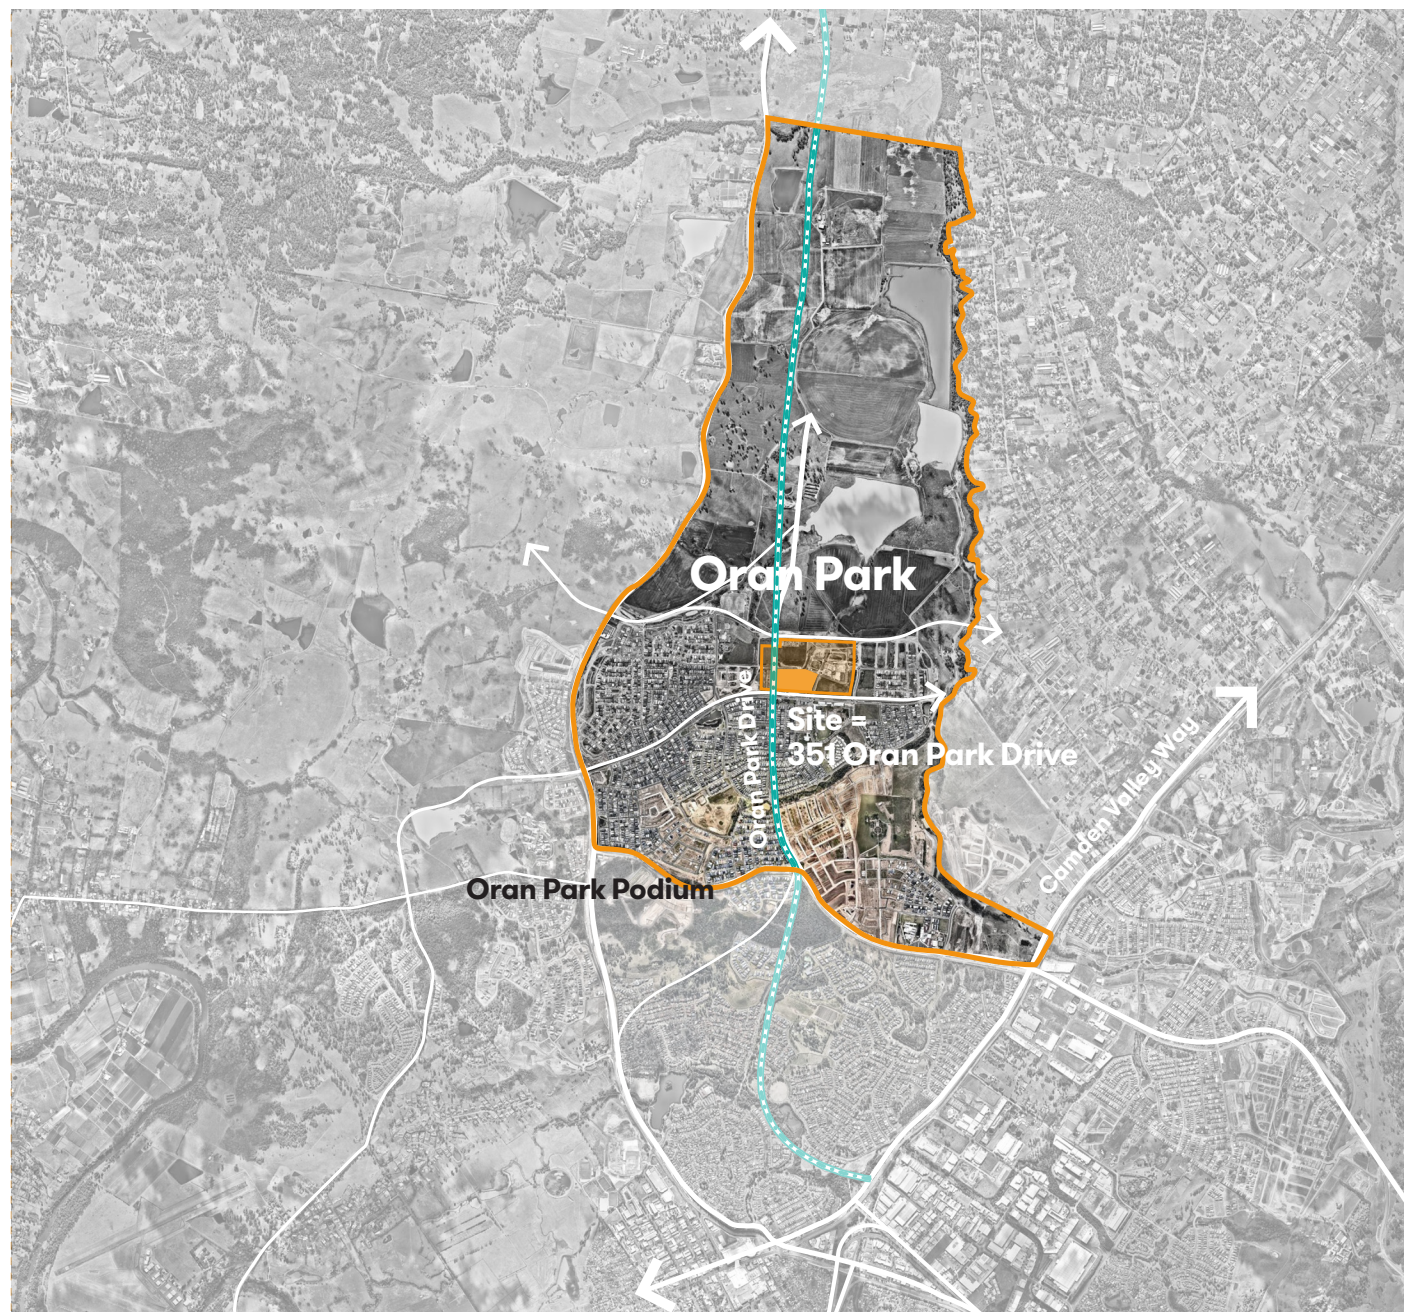 Oran Park
Oran Park Drive
Site =
351 Oran Park Drive
Camden Valley Way
Oran Park Podium